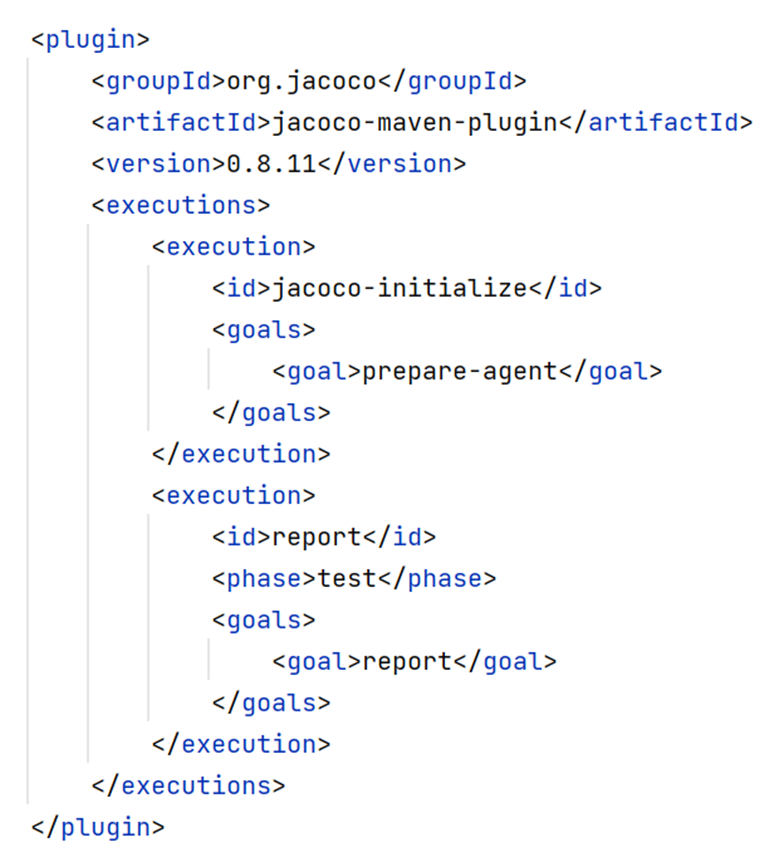 <plugin>
    <groupId>org.jacoco</groupId>
    <artifactId>jacoco-maven-plugin</artifactId>
    <version>0.8.11</version>
    <executions>
        <execution>
            <id>jacoco-initialize</id>
            <goals>
                <goal>prepare-agent</goal>
            </goals>
        </execution>
        <execution>
            <id>report</id>
            <phase>test</phase>
            <goals>
                <goal>report</goal>
            </goals>
        </execution>
    </executions>
</plugin>